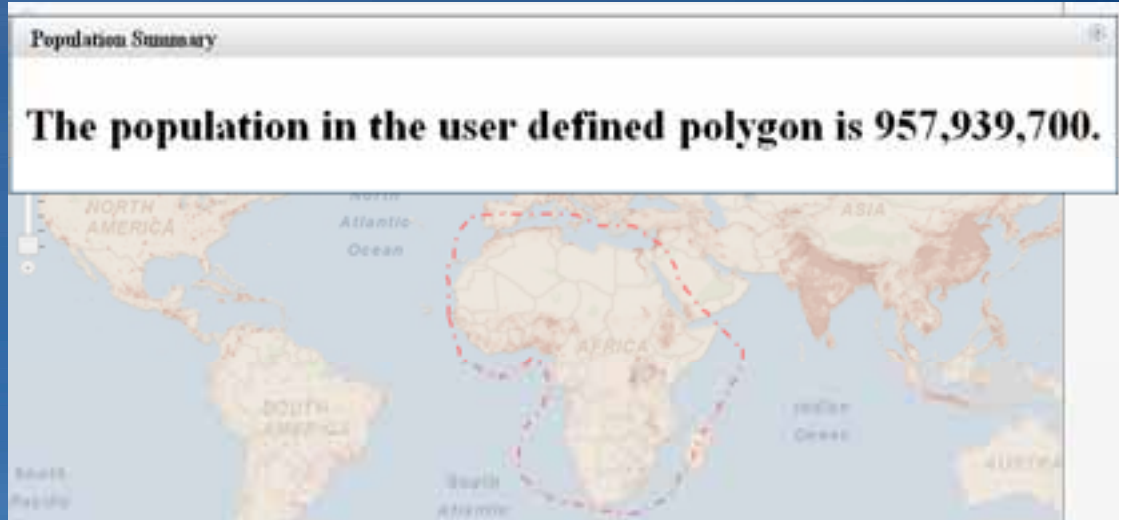 Population Summary
The population in the user defined polygon is 957,939,700.
North
NORTH
AMERICA
Atlantic
Ocean
ASIA
AFRICA
SOUTH
AMERICA
Indian
Ocean
AUSTRA
South
Pacific
South
Atlantic